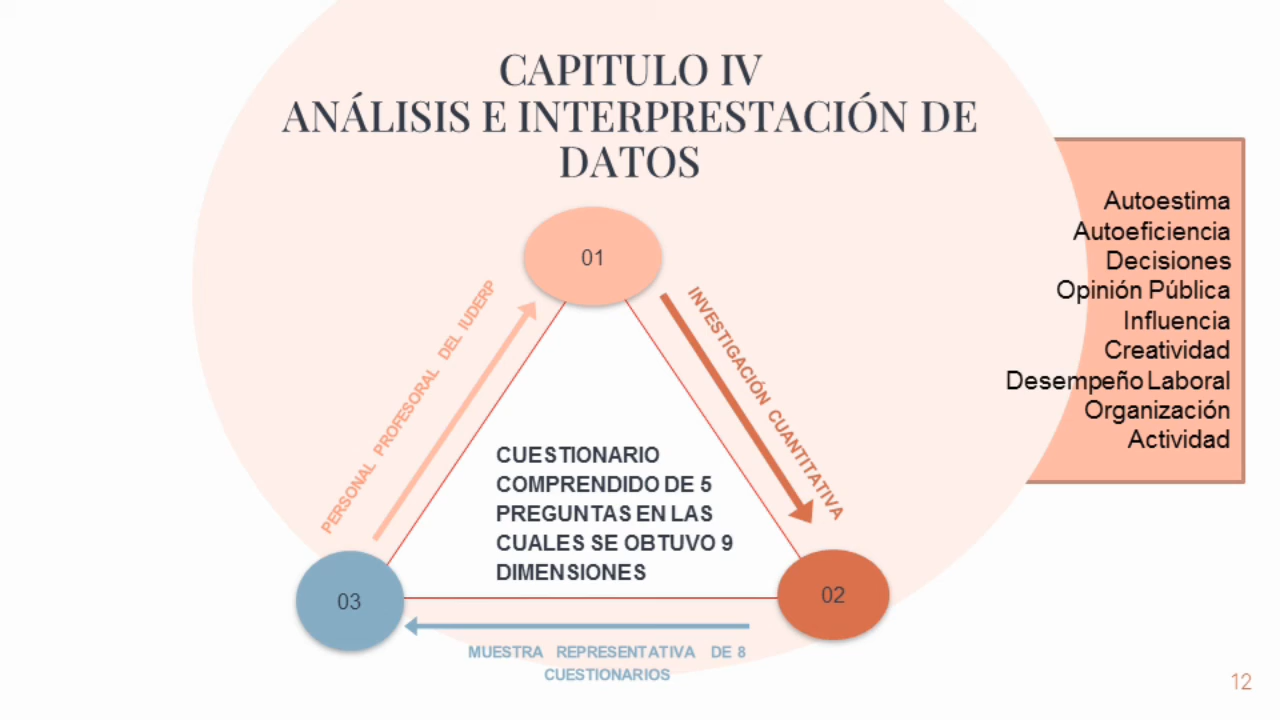 CAPITULO IV
ANÁLISIS E INTERPRESTACIÓN DE
DATOS
01
PERSONAL PROFESORAL DEL IUDERP
INVESTIGACIÓN CUANTITATIVA
CUESTIONARIO
COMPRENDIDO DE 5
PREGUNTAS EN LAS
CUALES SE OBTUVO 9
DIMENSIONES
03
02
MUESTRA REPRESENTATIVA DE 8
CUESTIONARIOS
Autoestima
Autoeficiencia
Decisiones
Opinión Pública
Influencia
Creatividad
Desempeño Laboral
Organización
Actividad
12